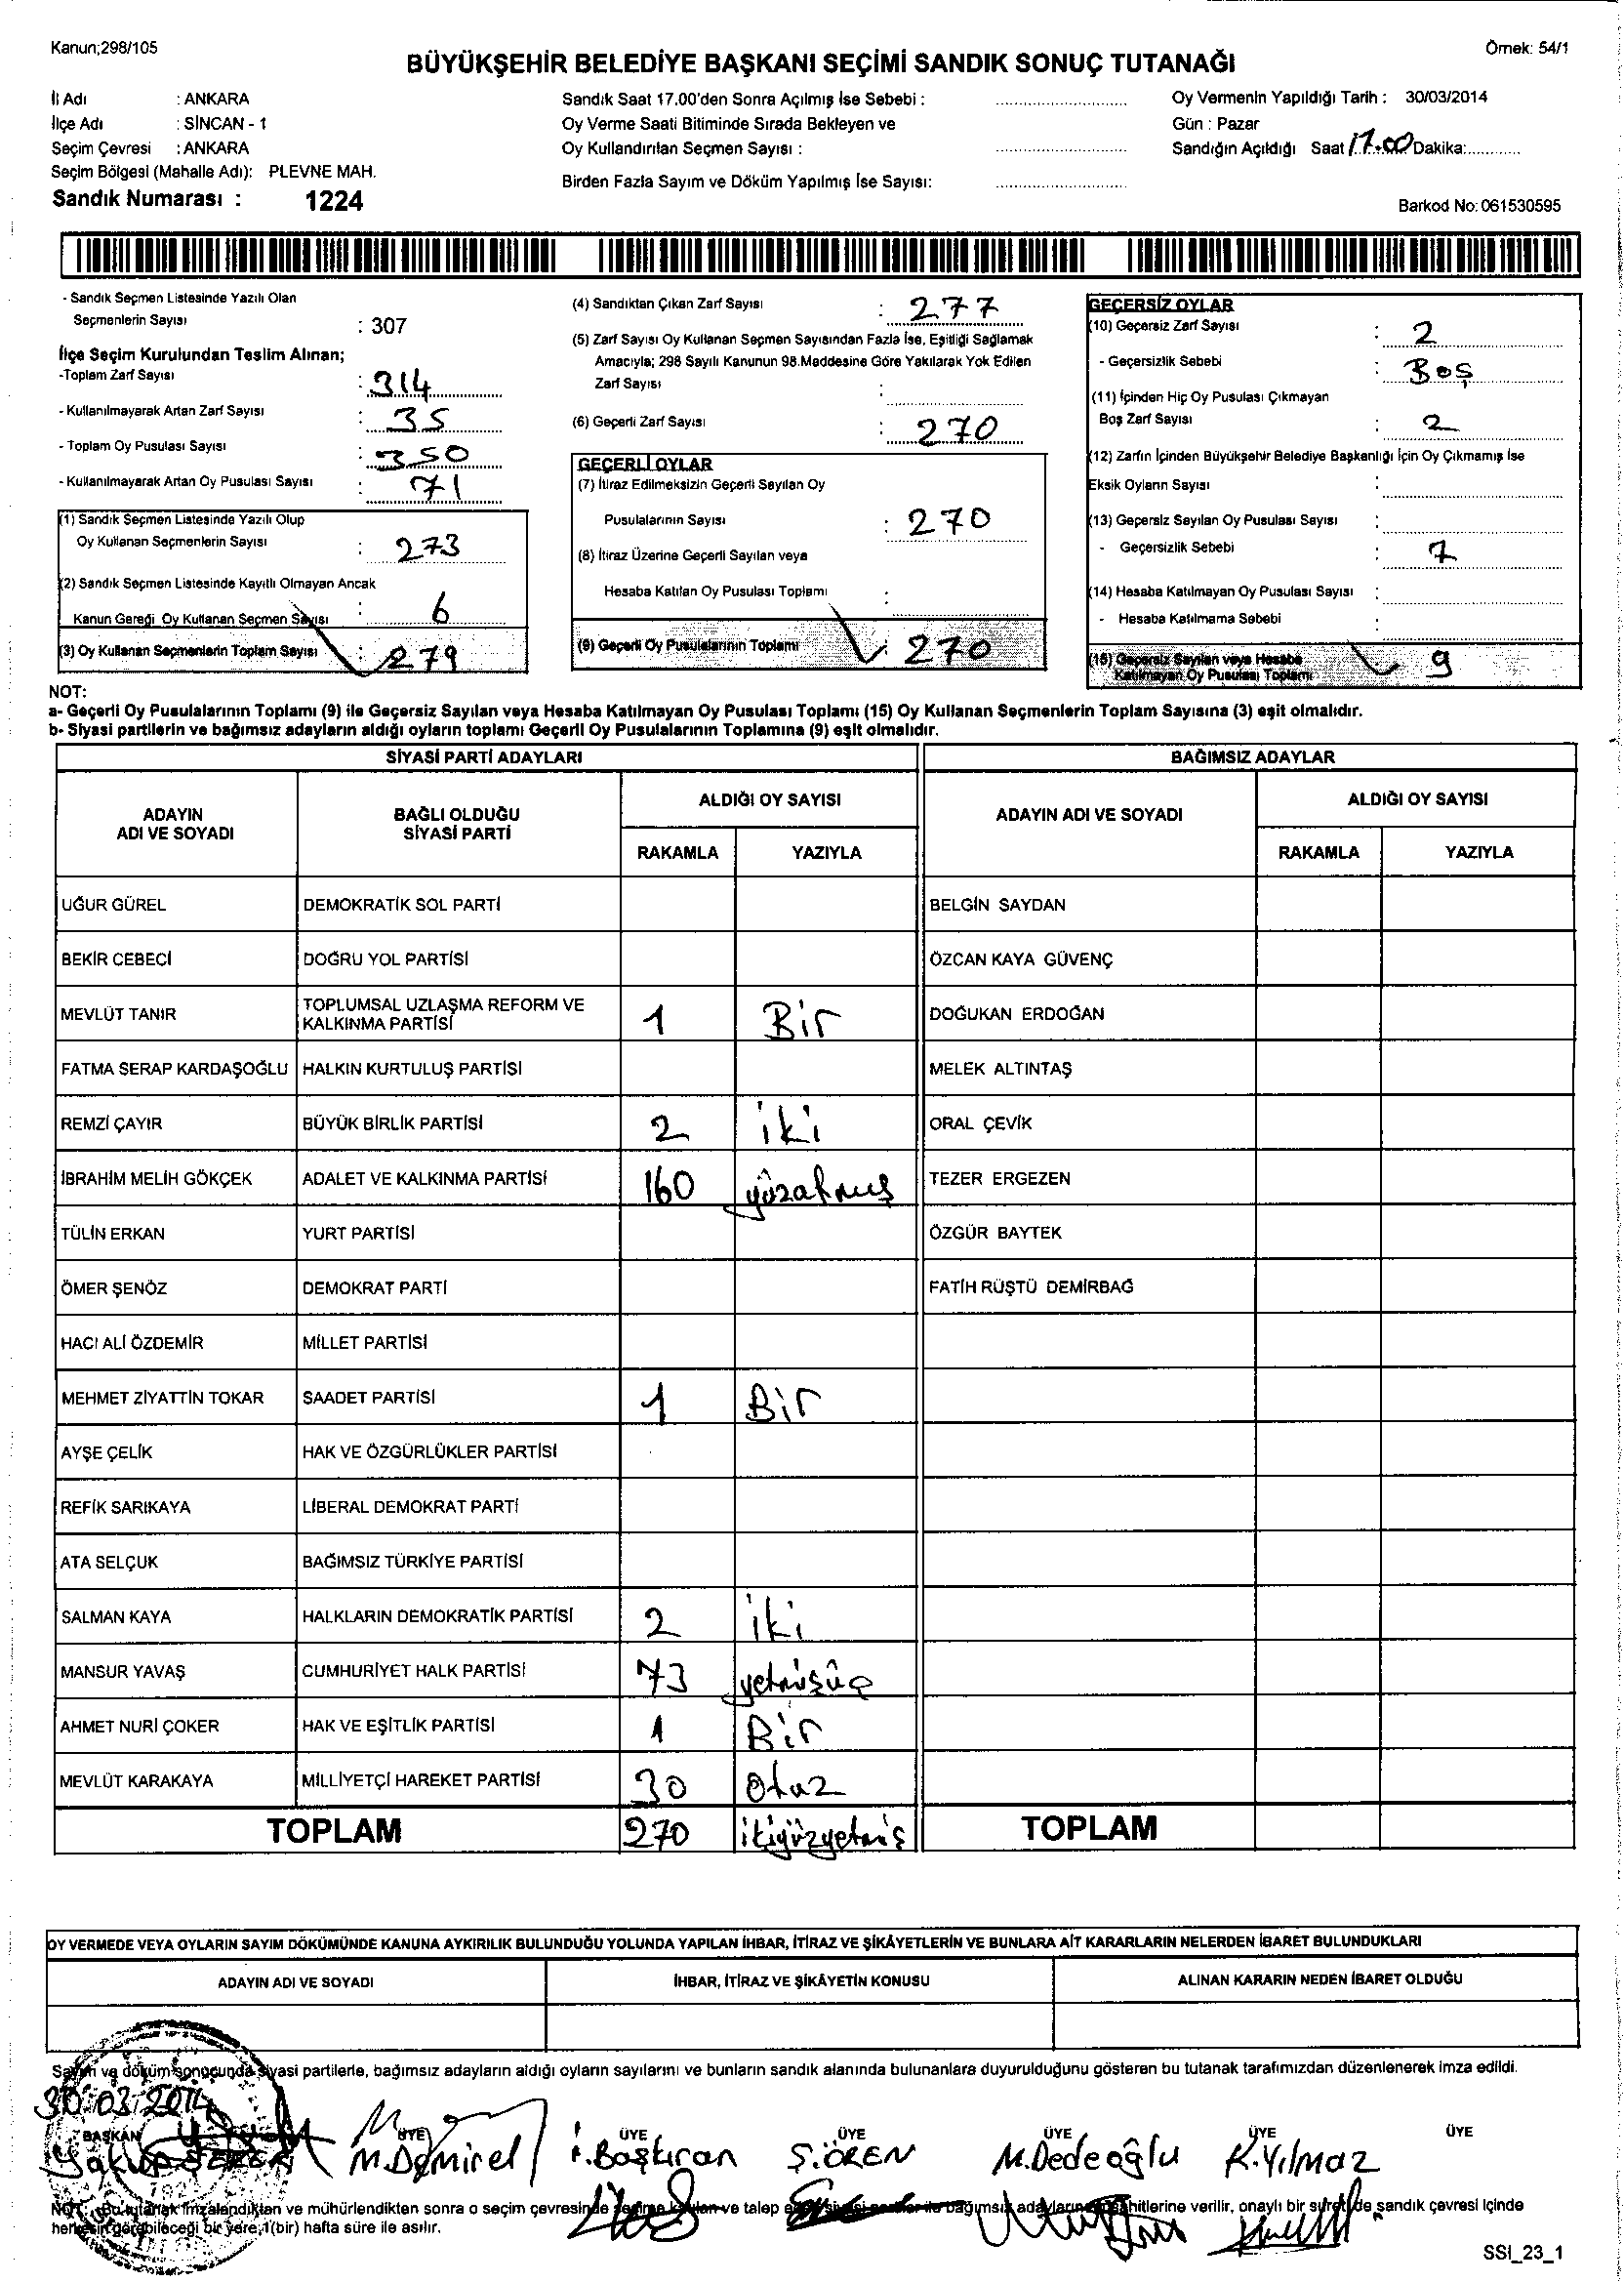 Kanun;298/105
Örnek: 54/1
BÜYÜKŞEHİR BELEDİYE BAŞKANI SEÇİMİ SANDIK SONUÇ TUTANAĞI
İl Adı : ANKARA
İlçe Adı : SİNCAN - 1
Seçim Çevresi : ANKARA
Seçim Bölgesi (Mahalle Adı): PLEVNE MAH.
Sandık Numarası : 1224
Sandık Saat 17.00'den Sonra Açılmış İse Sebebi :
Oy Verme Saati Bitiminde Sırada Bekleyen ve
Oy Kullandırılan Seçmen Sayısı :
Birden Fazla Sayım ve Döküm Yapılmış İse Sayısı:
Oy Vermenin Yapıldığı Tarih : 30/03/2014
Gün : Pazar
Sandığın Açıldığı Saat 17.00 Dakika:
Barkod No: 061530595
- Sandık Seçmen Listesinde Yazılı Olan
Seçmenlerin Sayısı : 307
İlçe Seçim Kurulundan Teslim Alınan;
-Toplam Zarf Sayısı : 314
- Kullanılmayarak Artan Zarf Sayısı : 35
- Toplam Oy Pusulası Sayısı : 350
- Kullanılmayarak Artan Oy Pusulası Sayısı : 71
(1) Sandık Seçmen Listesinde Yazılı Olup
Oy Kullanan Seçmenlerin Sayısı : 273
(2) Sandık Seçmen Listesinde Kayıtlı Olmayan Ancak
Kanun Gereği Oy Kullanan Seçmen Sayısı : 6
(3) Oy Kullanan Seçmenlerin Toplam Sayısı : 279
(4) Sandıktan Çıkan Zarf Sayısı : 277
(5) Zarf Sayısı Oy Kullanan Seçmen Sayısından Fazla İse, Eşitliği Sağlamak
Amacıyla; 298 Sayılı Kanunun 98.Maddesine Göre Yakılarak Yok Edilen
Zarf Sayısı :
(6) Geçerli Zarf Sayısı : 270
GEÇERLİ OYLAR
(7) İtiraz Edilmeksizin Geçerli Sayılan Oy
Pusulalarının Sayısı : 270
(8) İtiraz Üzerine Geçerli Sayılan veya
Hesaba Katılan Oy Pusulası Toplamı :
(9) Geçerli Oy Pusulalarının Toplamı : 270
GEÇERSİZ OYLAR
(10) Geçersiz Zarf Sayısı : 2
- Geçersizlik Sebebi : Boş
(11) İçinden Hiç Oy Pusulası Çıkmayan
Boş Zarf Sayısı : 2
(12) Zarfın İçinden Büyükşehir Belediye Başkanlığı İçin Oy Çıkmamış İse
Eksik Oyların Sayısı :
(13) Geçersiz Sayılan Oy Pusulası Sayısı :
- Geçersizlik Sebebi : 7
(14) Hesaba Katılmayan Oy Pusulası Sayısı :
- Hesaba Katılmama Sebebi :
(15) Geçersiz Sayılan veya Hesaba
Katılmayan Oy Pusulası Toplamı 9
NOT:
a- Geçerli Oy Pusulalarının Toplamı (9) ile Geçersiz Sayılan veya Hesaba Katılmayan Oy Pusulası Toplamı (15) Oy Kullanan Seçmenlerin Toplam Sayısına (3) eşit olmalıdır.
b- Siyasi partilerin ve bağımsız adayların aldığı oyların toplamı Geçerli Oy Pusulalarının Toplamına (9) eşit olmalıdır.
SİYASİ PARTİ ADAYLARI BAĞIMSIZ ADAYLAR
ADAYIN ADI VE SOYADI BAĞLI OLDUĞU SİYASİ PARTİ ALDIĞI OY SAYISI ADAYIN ADI VE SOYADI ALDIĞI OY SAYISI
RAKAMLA YAZIYLA RAKAMLA YAZIYLA
UĞUR GÜREL DEMOKRATİK SOL PARTİ BELGİN SAYDAN
BEKİR CEBECİ DOĞRU YOL PARTİSİ ÖZCAN KAYA GÜVENÇ
MEVLÜT TANIR TOPLUMSAL UZLAŞMA REFORM VE KALKINMA PARTİSİ 1 Bir DOĞUKAN ERDOĞAN
FATMA SERAP KARDAŞOĞLU HALKIN KURTULUŞ PARTİSİ MELEK ALTINTAŞ
REMZİ ÇAYIR BÜYÜK BİRLİK PARTİSİ 2 iki ORAL ÇEVİK
İBRAHİM MELİH GÖKÇEK ADALET VE KALKINMA PARTİSİ 160 yüzatmış TEZER ERGEZEN
TÜLİN ERKAN YURT PARTİSİ ÖZGÜR BAYTEK
ÖMER ŞENÖZ DEMOKRAT PARTİ FATİH RÜŞTÜ DEMİRBAĞ
HACI ALİ ÖZDEMİR MİLLET PARTİSİ
MEHMET ZİYATTİN TOKAR SAADET PARTİSİ 1 Bir
AYŞE ÇELİK HAK VE ÖZGÜRLÜKLER PARTİSİ
REFİK SARIKAYA LİBERAL DEMOKRAT PARTİ
ATA SELÇUK BAĞIMSIZ TÜRKİYE PARTİSİ
SALMAN KAYA HALKLARIN DEMOKRATİK PARTİSİ 2 iki
MANSUR YAVAŞ CUMHURİYET HALK PARTİSİ 73 yetmişüç
AHMET NURİ ÇOKER HAK VE EŞİTLİK PARTİSİ 1 Bir
MEVLÜT KARAKAYA MİLLİYETÇİ HAREKET PARTİSİ 30 Otuz
TOPLAM 270 ikiyüzyetmiş TOPLAM
OY VERMEDE VEYA OYLARIN SAYIM DÖKÜMÜNDE KANUNA AYKIRILIK BULUNDUĞU YOLUNDA YAPILAN İHBAR, İTİRAZ VE ŞİKÂYETLERİN VE BUNLARA AİT KARARLARIN NELERDEN İBARET BULUNDUKLARI
ADAYIN ADI VE SOYADI İHBAR, İTİRAZ VE ŞİKÂYETİN KONUSU ALINAN KARARIN NEDEN İBARET OLDUĞU
Sayım ve döküm sonucunda siyasi partilerle, bağımsız adayların aldığı oyların sayılarını ve bunların sandık alanında bulunanlara duyurulduğunu gösteren bu tutanak tarafımızdan düzenlenerek imza edildi.
30.03.2014
BAŞKAN ÜYE ÜYE ÜYE ÜYE ÜYE ÜYE
Yakup M.Demirel i.Baştıran Ş.ÖREN M.Dedeoğlu K.Yılmaz
NOT: Bu tutanak imzalandıktan ve mühürlendikten sonra o seçim çevresinde seçime katılan ve talep eden siyasi partiler ile bağımsız adayların müşahitlerine verilir, onaylı bir sureti de sandık çevresi içinde
herkesin görebileceği bir yere,1(bir) hafta süre ile asılır.
SSI_23_1